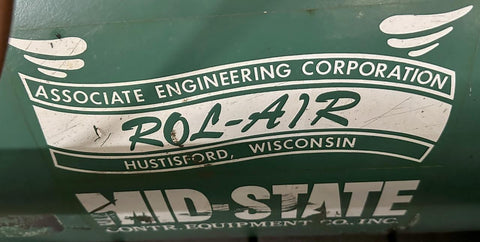 ASSOCIATE ENGINEERING CORPORATION
ROL-AIR
HUSTISFORD, WISCONSIN
MID-STATE
CONTR. EQUIPMENT CO., INC.